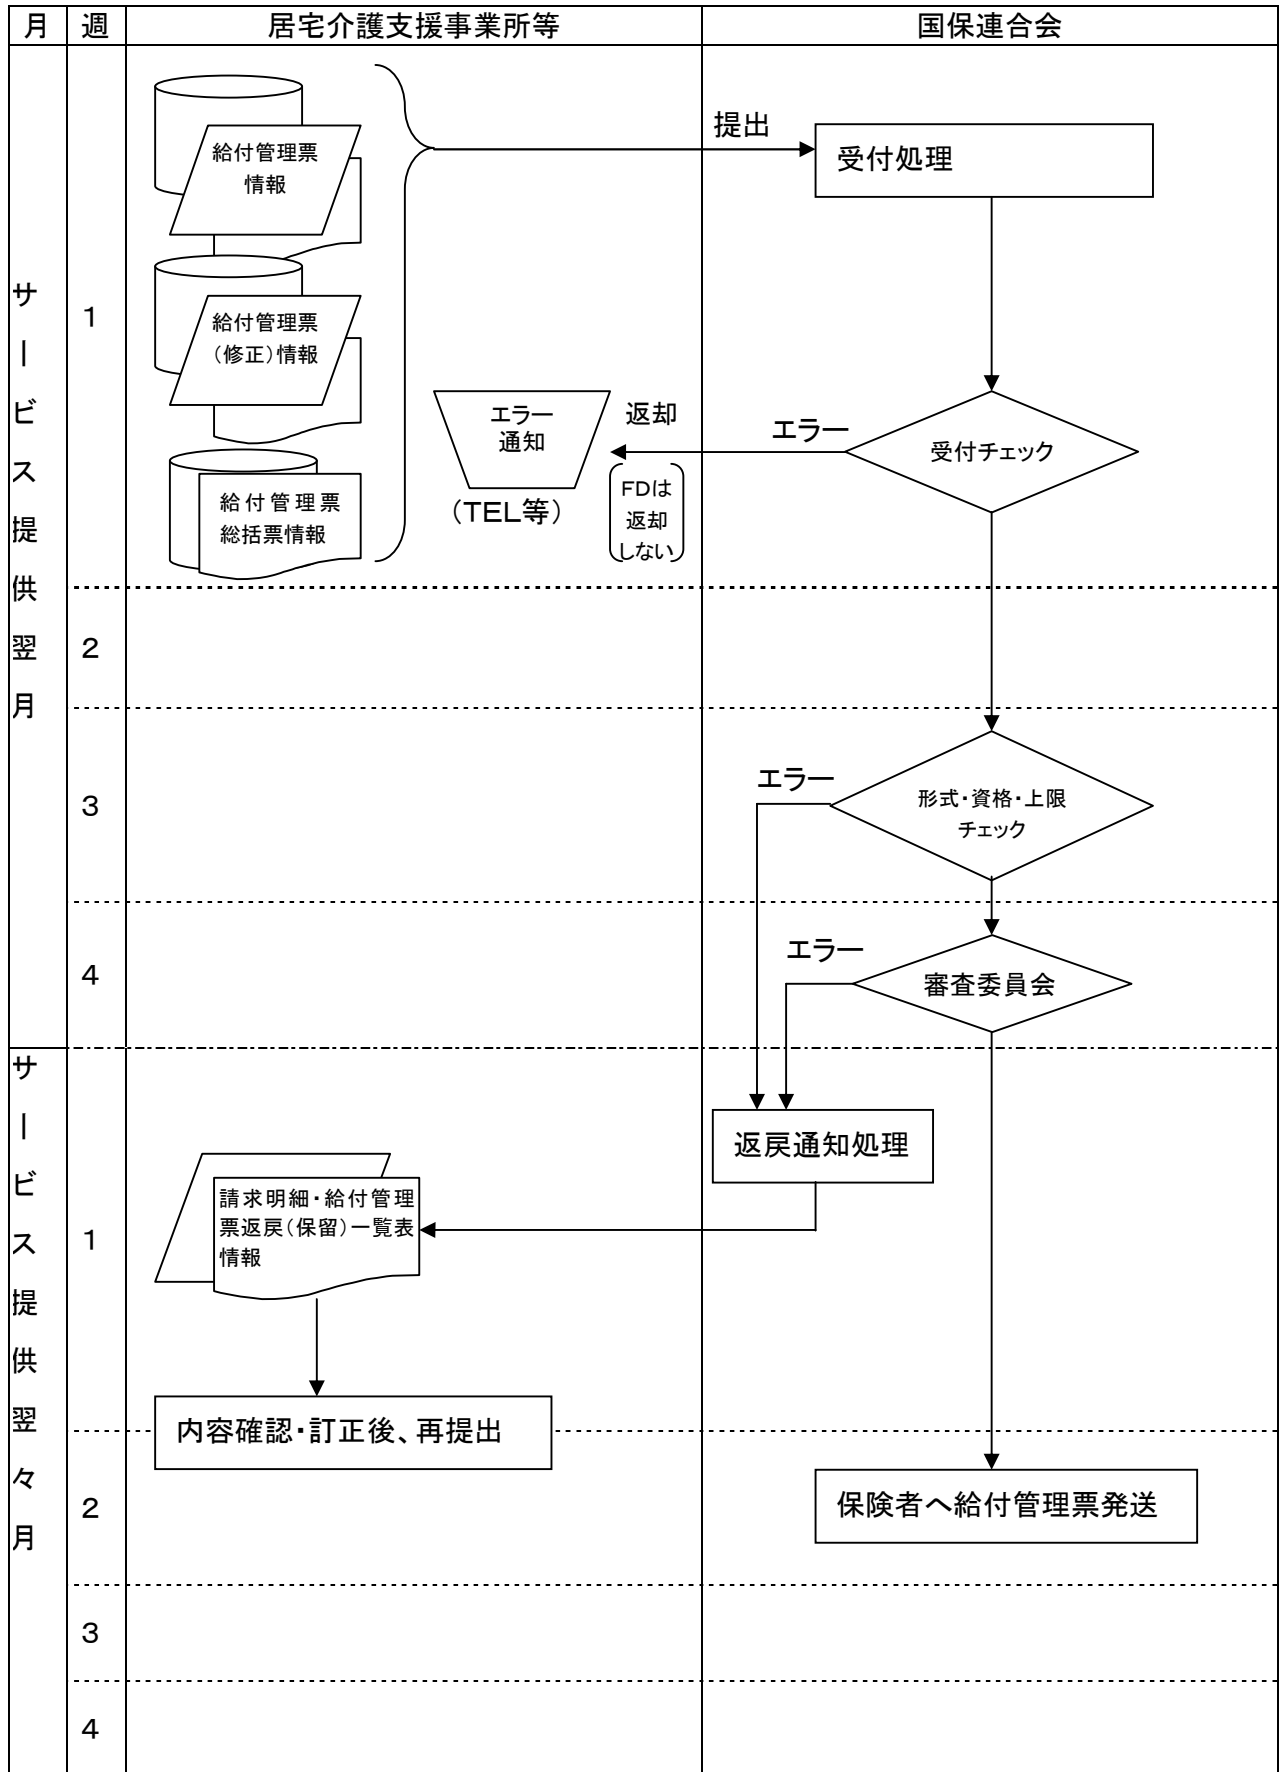 月 週 居宅介護支援事業所等 国保連合会
サービス提供翌月
1
給付管理票
情報
給付管理票
（修正）情報
給付管理票
総括票情報
提出
受付処理
受付チェック
エラー
返却
エラー
通知
（TEL等）
FDは
返却
しない
2
3
エラー
形式・資格・上限
チェック
4
エラー
審査委員会
サービス提供翌々月
1
返戻通知処理
請求明細・給付管理
票返戻（保留）一覧表
情報
内容確認・訂正後、再提出
2
保険者へ給付管理票発送
3
4